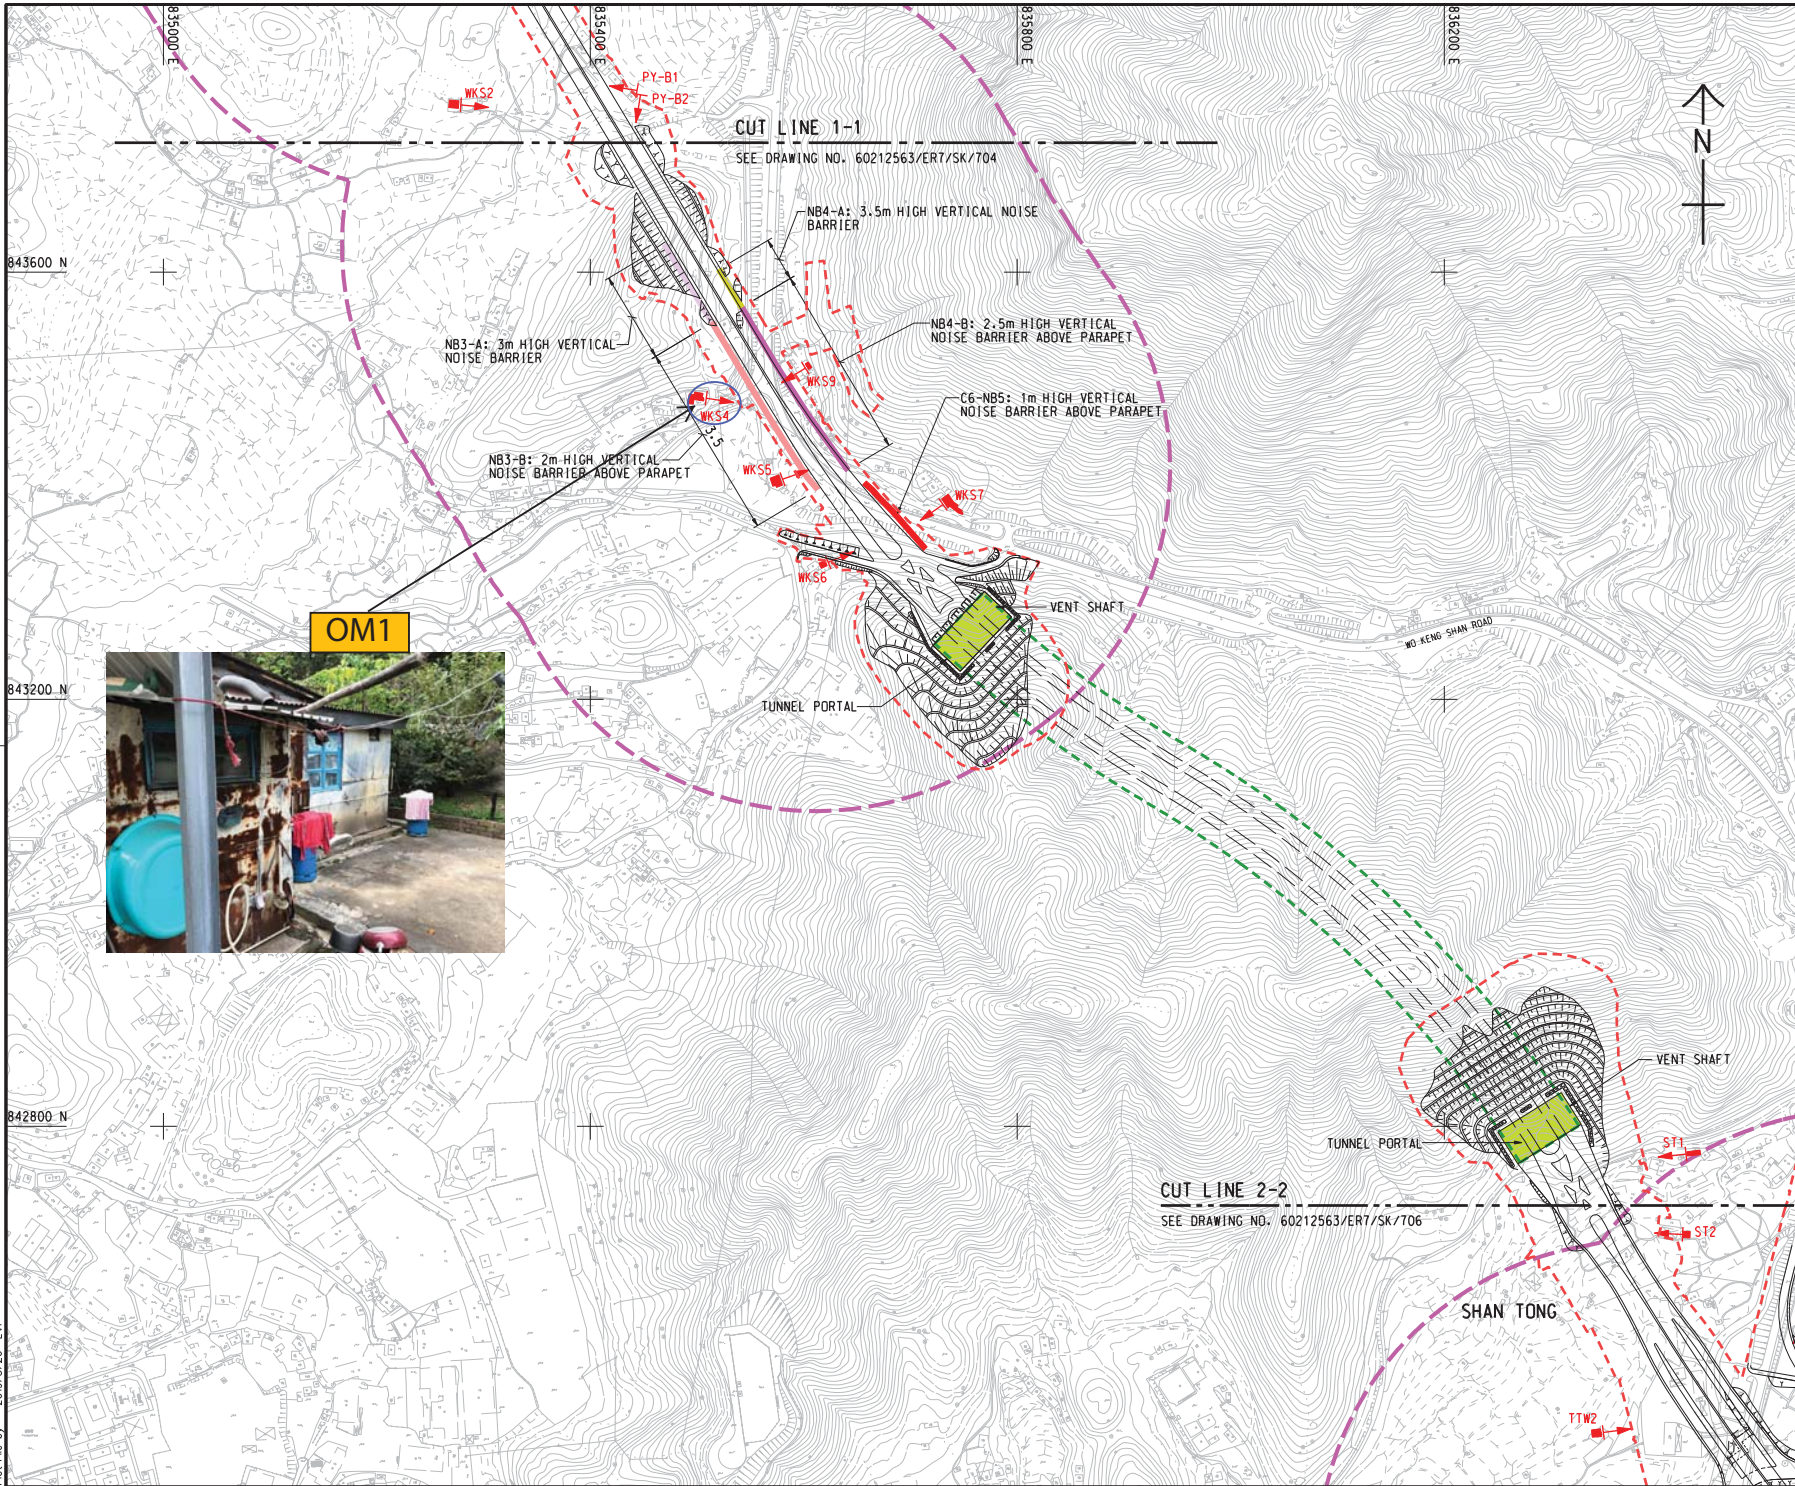 835000 E
835400 E
835800 E
836200 E
PY-B1
WKS2
PY-B2
CUT LINE 1-1
SEE DRAWING NO. 60212563/ER7/SK/704
N
NB4-A: 3.5m HIGH VERTICAL NOISE
BARRIER
843600 N
NB4-B: 2.5m HIGH VERTICAL
NOISE BARRIER ABOVE PARAPET
NB3-A: 3m HIGH VERTICAL
NOISE BARRIER
WKS9
C6-NB5: 1m HIGH VERTICAL
NOISE BARRIER ABOVE PARAPET
WKS4
3.5
NB3-B: 2m HIGH VERTICAL
NOISE BARRIER ABOVE PARAPET
WKS5
WKS7
WKS6
VENT SHAFT
OM1
WO KENG SHAN ROAD
843200 N
TUNNEL PORTAL
VENT SHAFT
842800 N
TUNNEL PORTAL
ST1
CUT LINE 2-2
SEE DRAWING NO. 60212563/ER7/SK/706
ST2
SHAN TONG
TTW2